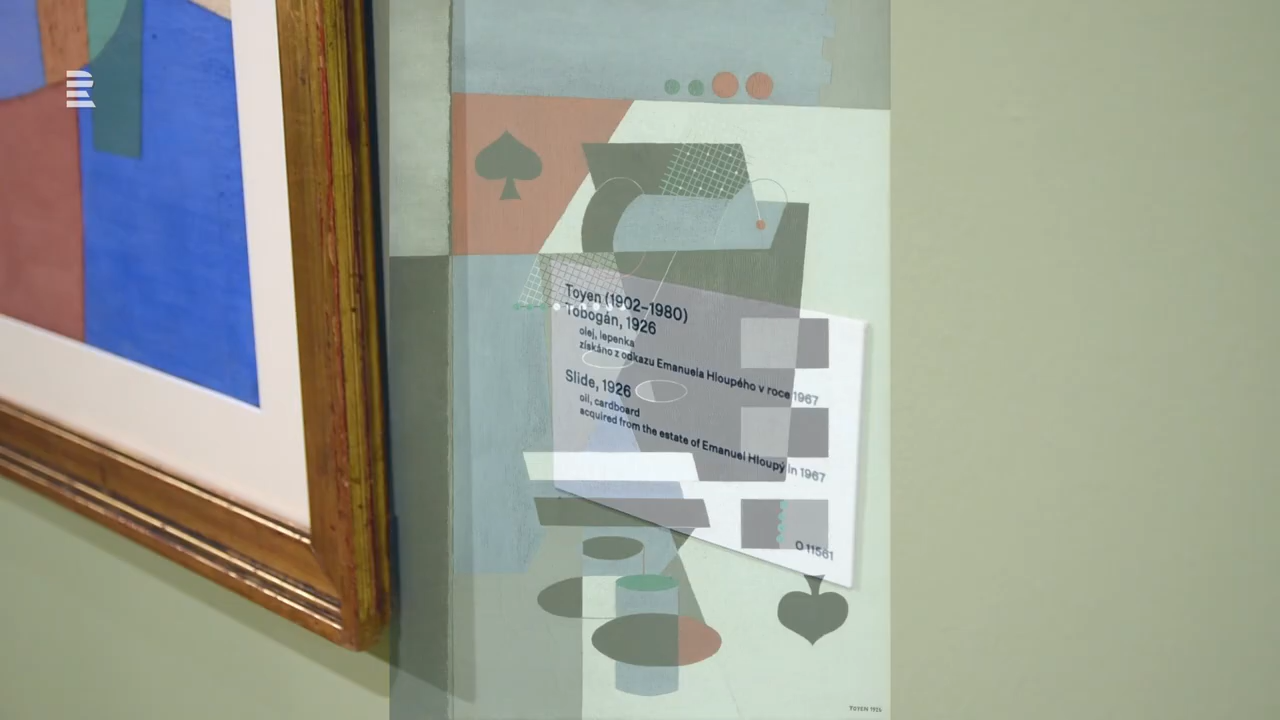 Toyen (1902–1980)
Tobogán, 1926
olej, lepenka
získáno z odkazu Emanuela Hloupého v roce 1967
Slide, 1926
oil, cardboard
acquired from the estate of Emanuel Hloupý in 1967
O 11561
TOYEN 1926